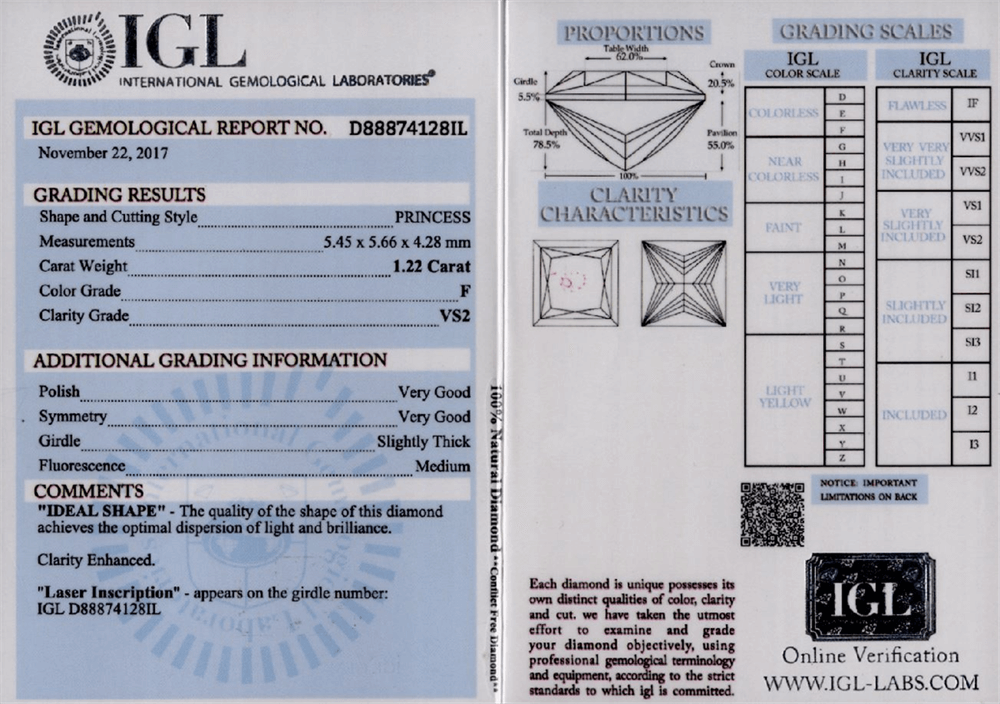 IGL
INTERNATIONAL GEMOLOGICAL LABORATORIES®
IGL GEMOLOGICAL REPORT NO. D88874128IL
November 22, 2017
GRADING RESULTS
Shape and Cutting Style PRINCESS
Measurements 5.45 x 5.66 x 4.28 mm
Carat Weight 1.22 Carat
Color Grade F
Clarity Grade VS2
ADDITIONAL GRADING INFORMATION
Polish Very Good
Symmetry Very Good
Girdle Slightly Thick
Fluorescence Medium
COMMENTS
"IDEAL SHAPE" - The quality of the shape of this diamond
achieves the optimal dispersion of light and brilliance.
Clarity Enhanced.
"Laser Inscription" - appears on the girdle number:
IGL D88874128IL
100% Natural Diamond **Conflict Free Diamond**
PROPORTIONS
Table Width
62.0%
Crown
20.5%
Girdle
5.5%
Total Depth
78.5%
Pavilion
55.0%
100%
CLARITY
CHARACTERISTICS
GRADING SCALES
IGL
COLOR SCALE
COLORLESS
D
E
F
NEAR
COLORLESS
G
H
I
J
FAINT
K
L
M
VERY
LIGHT
N
O
P
Q
R
LIGHT
YELLOW
S
T
U
V
W
X
Y
Z
IGL
CLARITY SCALE
FLAWLESS
IF
VERY VERY
SLIGHTLY
INCLUDED
VVS1
VVS2
VERY
SLIGHTLY
INCLUDED
VS1
VS2
SLIGHTLY
INCLUDED
SI1
SI2
SI3
INCLUDED
I1
I2
I3
NOTICE: IMPORTANT
LIMITATIONS ON BACK
Each diamond is unique possesses its
own distinct qualities of color, clarity
and cut. we have taken the utmost
effort to examine and grade
your diamond objectively, using
professional gemological terminology
and equipment, according to the strict
standards to which igl is committed.
IGL
Online Verification
WWW.IGL-LABS.COM